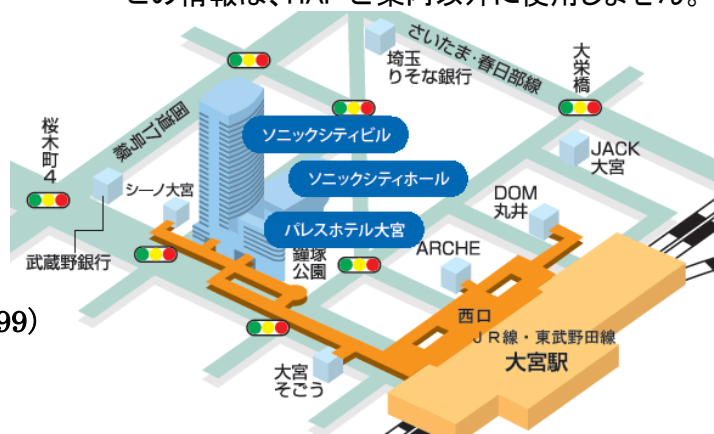 この情報は、MAPご案内以外に使用しません。
さいたま・春日部線
大栄橋
埼玉
りそな銀行
国道17号線
桜木町4
ソニックシティビル
JACK
大宮
シーノ大宮
ソニックシティホール
DOM
丸井
パレスホテル大宮
武蔵野銀行
鐘塚
公園
ARCHE
99)
西口
JR線・東武野田線
大宮駅
大宮
そごう